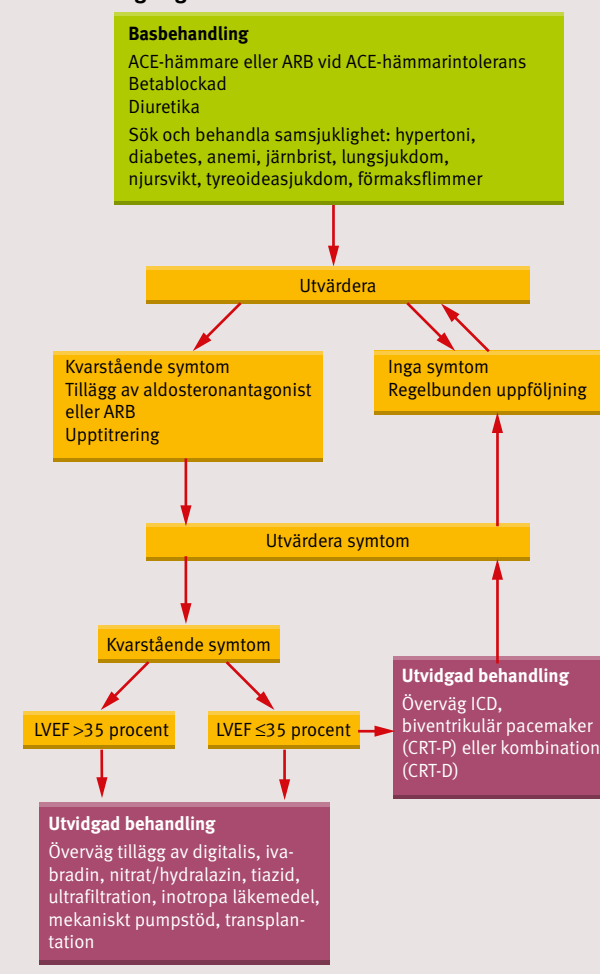 Basbehandling
ACE-hämmare eller ARB vid ACE-hämmarintolerans
Betablockad
Diuretika
Sök och behandla samsjuklighet: hypertoni,
diabetes, anemi, järnbrist, lungsjukdom,
njursvikt, tyreoideasjukdom, förmaksflimmer
Utvärdera
Kvarstående symtom
Tillägg av aldosteronantagonist
eller ARB
Upptitrering
Inga symtom
Regelbunden uppföljning
Utvärdera symtom
Kvarstående symtom
LVEF >35 procent
LVEF ≤35 procent
Utvidgad behandling
Överväg ICD,
biventrikulär pacemaker
(CRT-P) eller kombination
(CRT-D)
Utvidgad behandling
Överväg tillägg av digitalis, iva-
bradin, nitrat/hydralazin, tiazid,
ultrafiltration, inotropa läkemedel,
mekaniskt pumpstöd, transplan-
tation